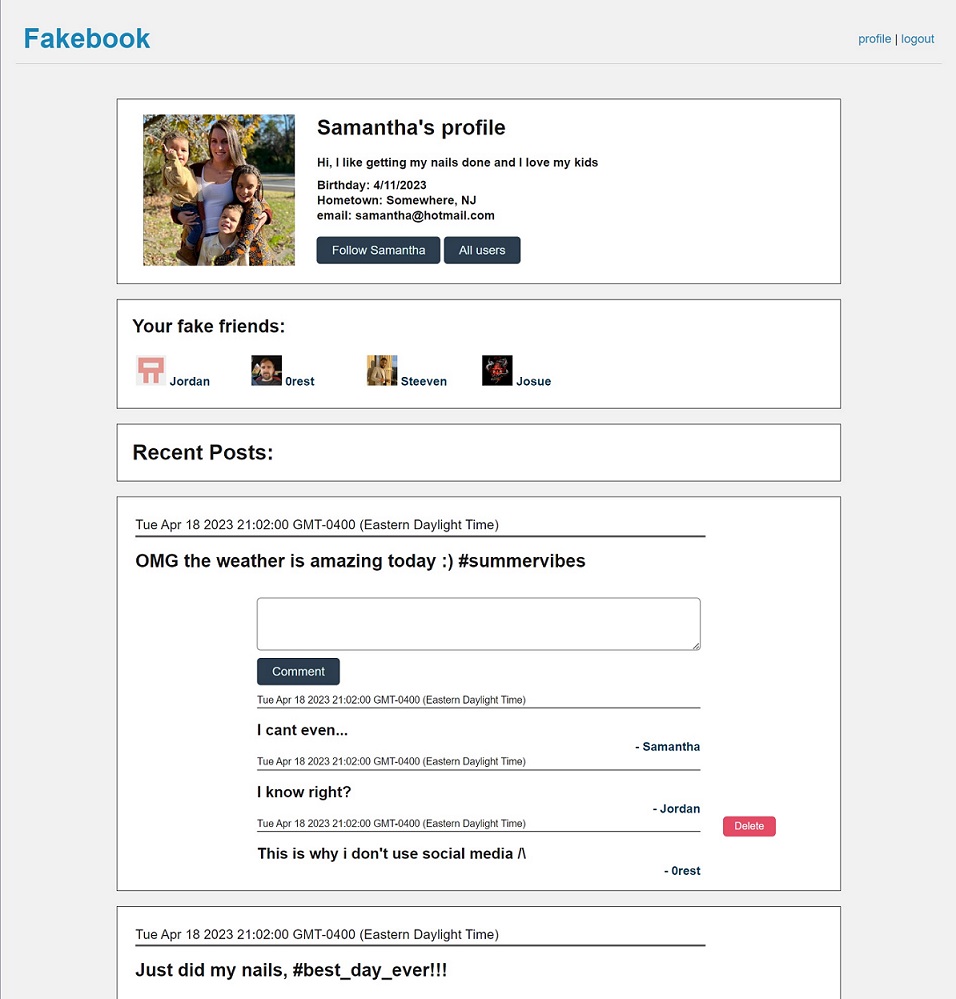 Fakebook
profile | logout
Samantha's profile
Hi, I like getting my nails done and I love my kids
Birthday: 4/11/2023
Hometown: Somewhere, NJ
email: samantha@hotmail.com
Follow Samantha
All users
Your fake friends:
Jordan
0rest
Steeven
Josue
Recent Posts:
Tue Apr 18 2023 21:02:00 GMT-0400 (Eastern Daylight Time)
OMG the weather is amazing today :) #summervibes
Comment
Tue Apr 18 2023 21:02:00 GMT-0400 (Eastern Daylight Time)
I cant even...
- Samantha
Tue Apr 18 2023 21:02:00 GMT-0400 (Eastern Daylight Time)
I know right?
- Jordan
Tue Apr 18 2023 21:02:00 GMT-0400 (Eastern Daylight Time)
Delete
This is why i don't use social media /\
- 0rest
Tue Apr 18 2023 21:02:00 GMT-0400 (Eastern Daylight Time)
Just did my nails, #best_day_ever!!!